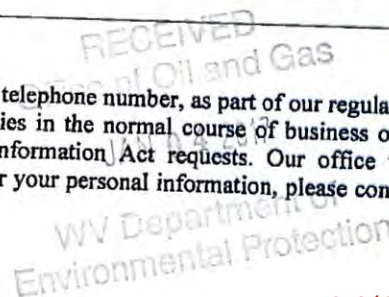 RECEIVED
Office of Oil and Gas
telephone number, as part of our regula
ies in the normal course of business o
nformation Act requests. Our office
r your personal information, please con
WV Department of
Environmental Protection